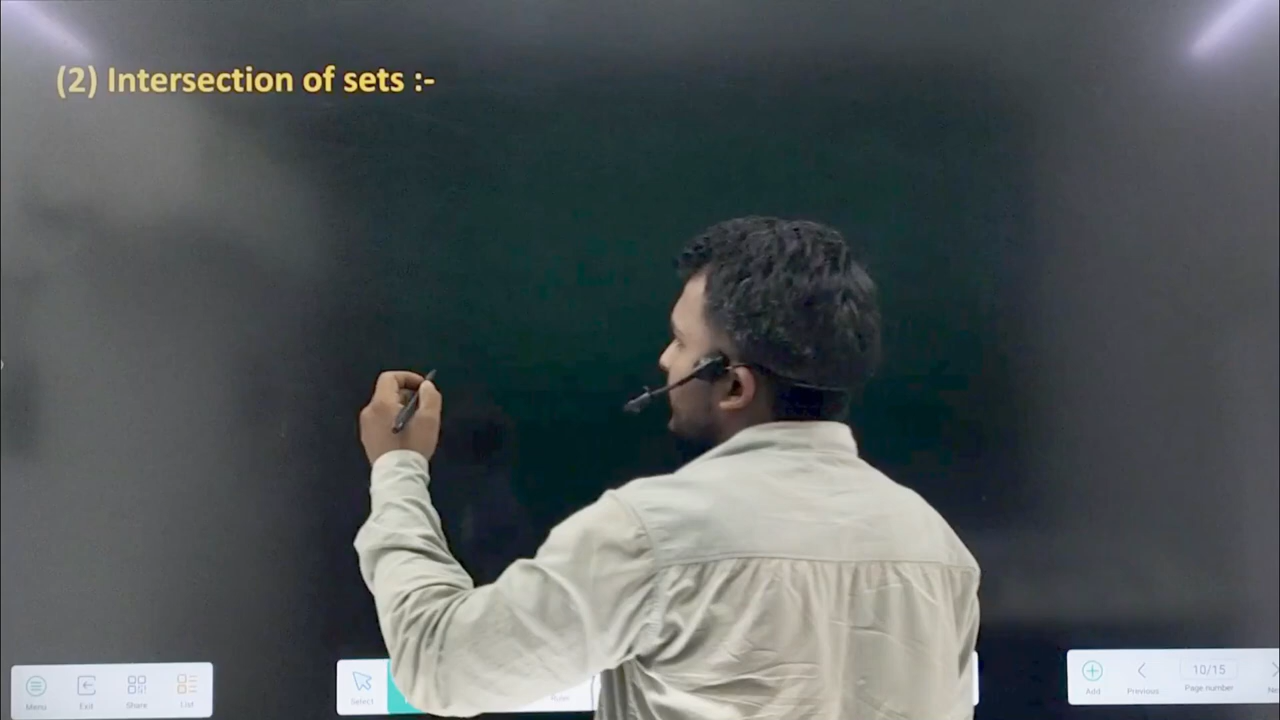 (2) Intersection of sets :-
Menu
Exit
Share
List
Select
Add
Previous
10/15
Page number